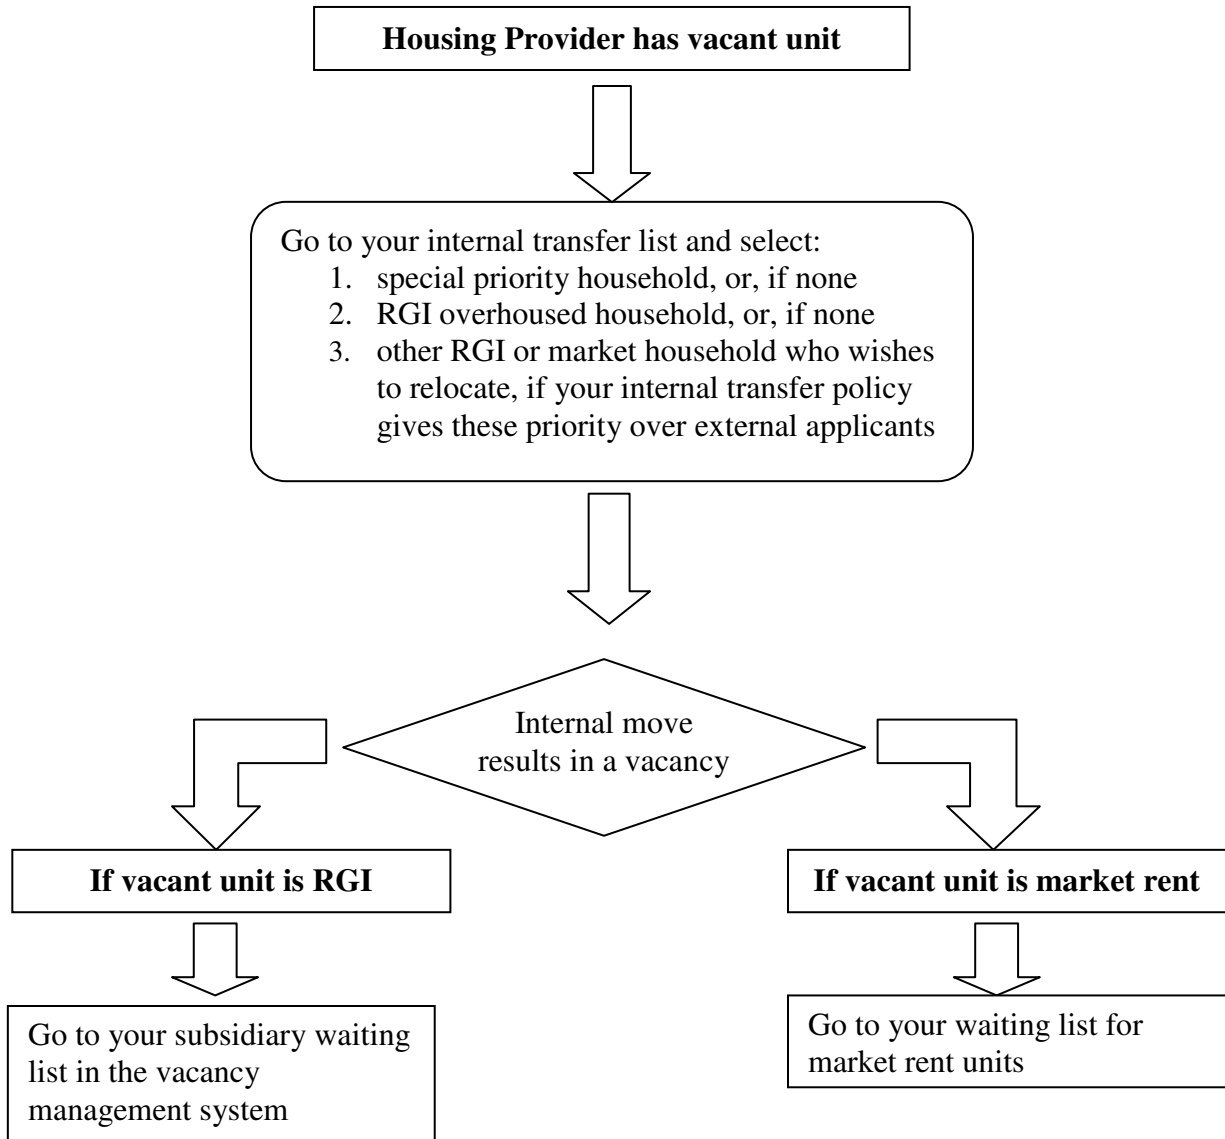 Housing Provider has vacant unit
Go to your internal transfer list and select:
1. special priority household, or, if none
2. RGI overhoused household, or, if none
3. other RGI or market household who wishes
to relocate, if your internal transfer policy
gives these priority over external applicants
Internal move
results in a vacancy
If vacant unit is RGI
If vacant unit is market rent
Go to your subsidiary waiting
list in the vacancy
management system
Go to your waiting list for
market rent units